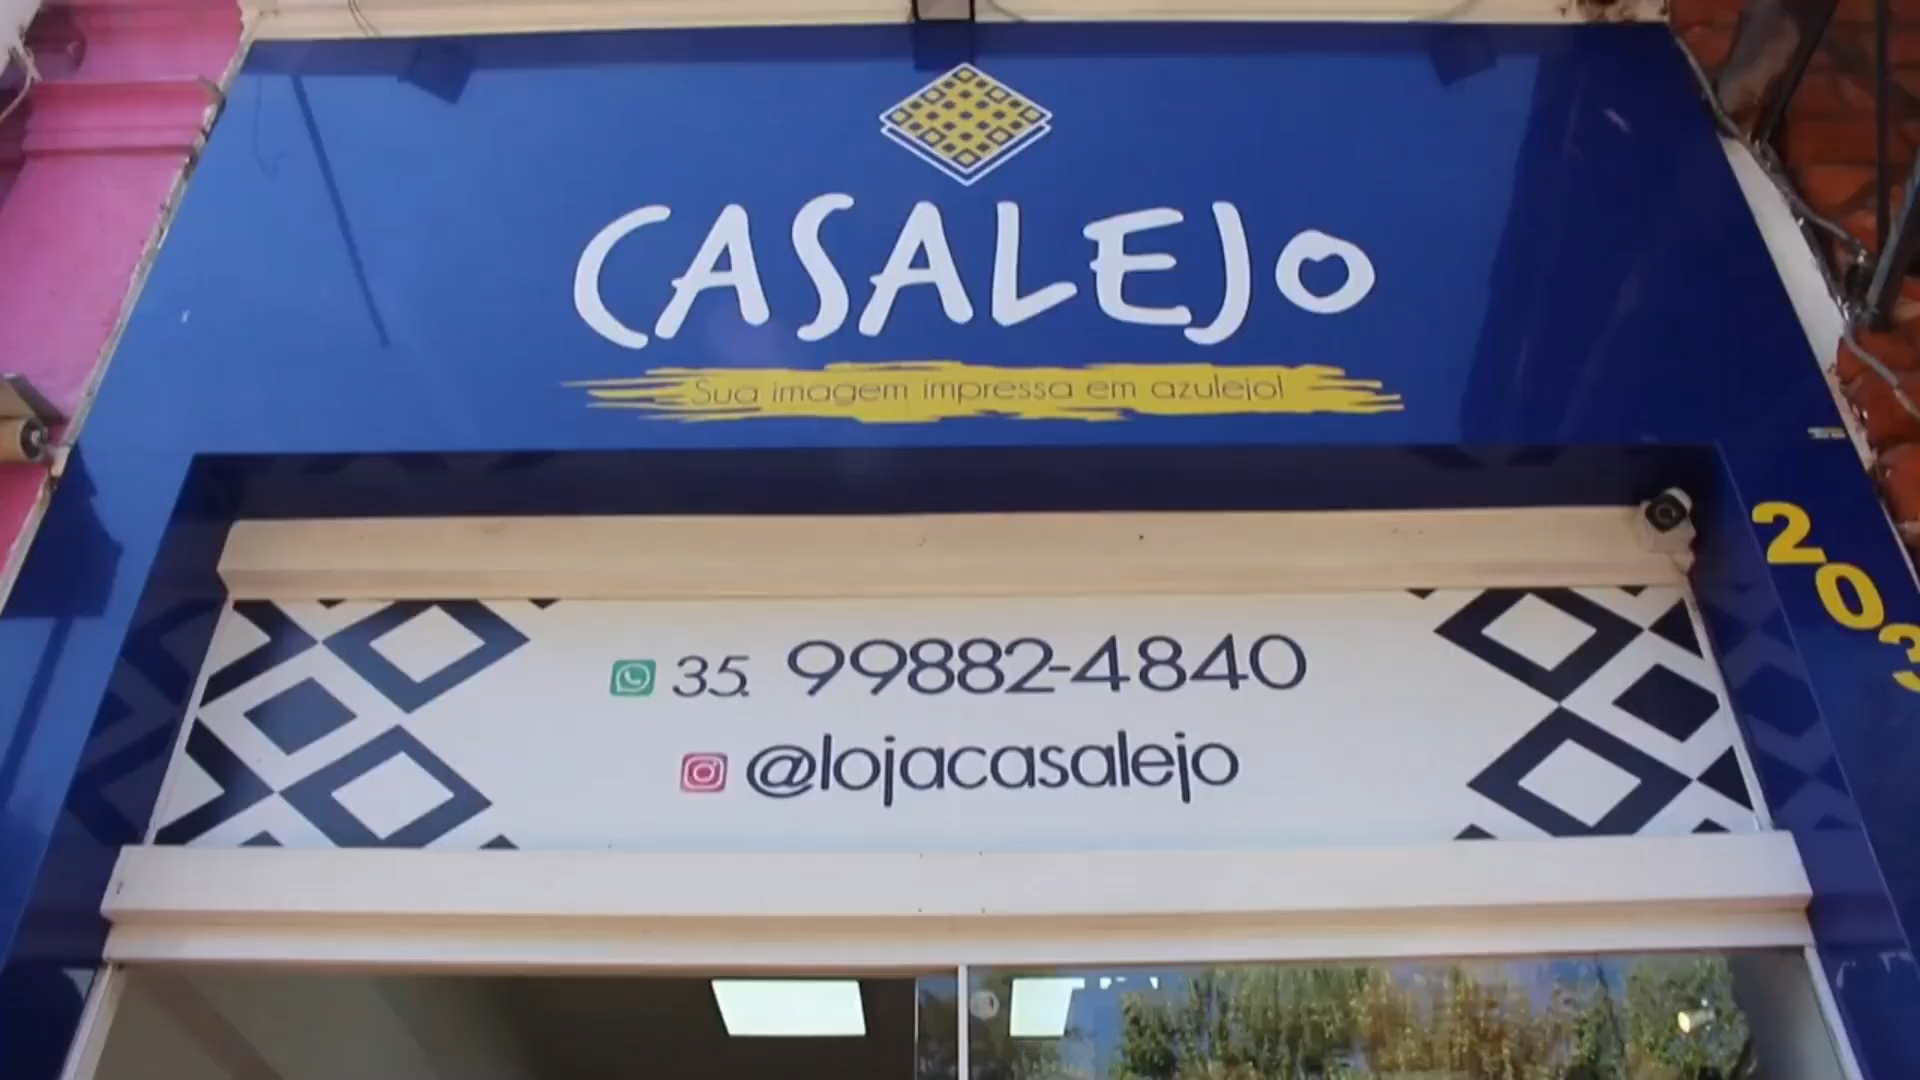 CASALEJO
Sua imagem impressa em azulejo!
203
35. 99882-4840
@lojacasalejo